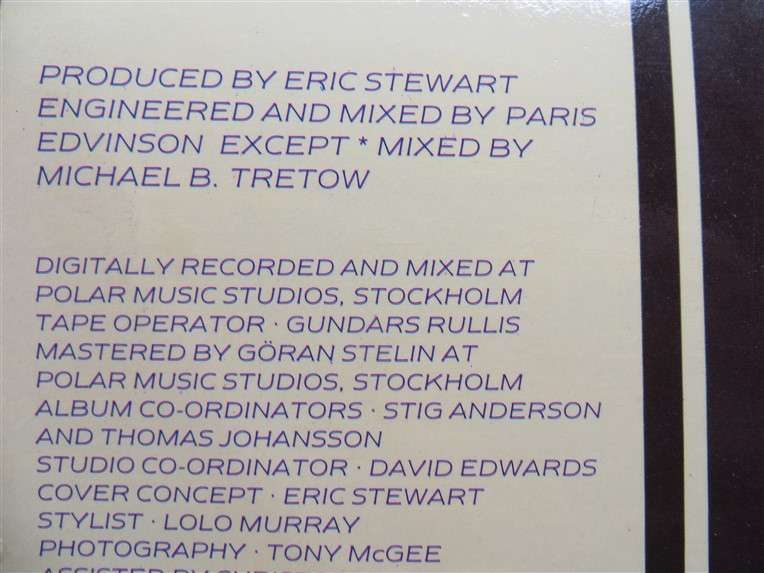 PRODUCED BY ERIC STEWART
ENGINEERED AND MIXED BY PARIS
EDVINSON EXCEPT * MIXED BY
MICHAEL B. TRETOW
DIGITALLY RECORDED AND MIXED AT
POLAR MUSIC STUDIOS, STOCKHOLM
TAPE OPERATOR · GUNDARS RULLIS
MASTERED BY GÖRAN STELIN AT
POLAR MUSIC STUDIOS, STOCKHOLM
ALBUM CO-ORDINATORS · STIG ANDERSON
AND THOMAS JOHANSSON
STUDIO CO-ORDINATOR · DAVID EDWARDS
COVER CONCEPT · ERIC STEWART
STYLIST · LOLO MURRAY
PHOTOGRAPHY · TONY McGEE
ASSISTED BY